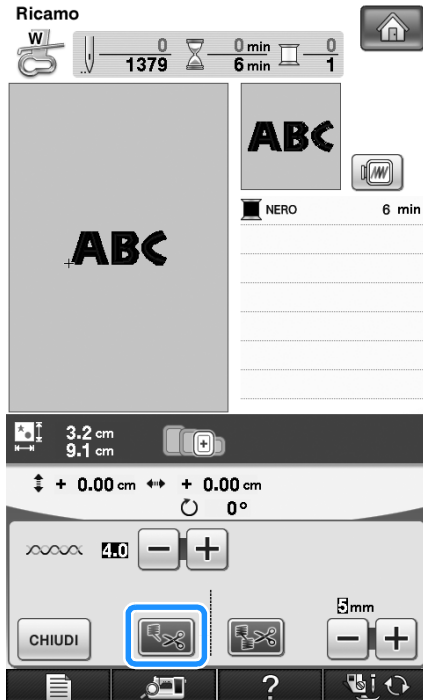 Ricamo
W
0
1379
0 min
6 min
0
1
ABC
ABC
NERO 6 min
3.2 cm
9.1 cm
+ 0.00 cm + 0.00 cm
0°
4.0 - +
5mm
CHIUDI - +
? i